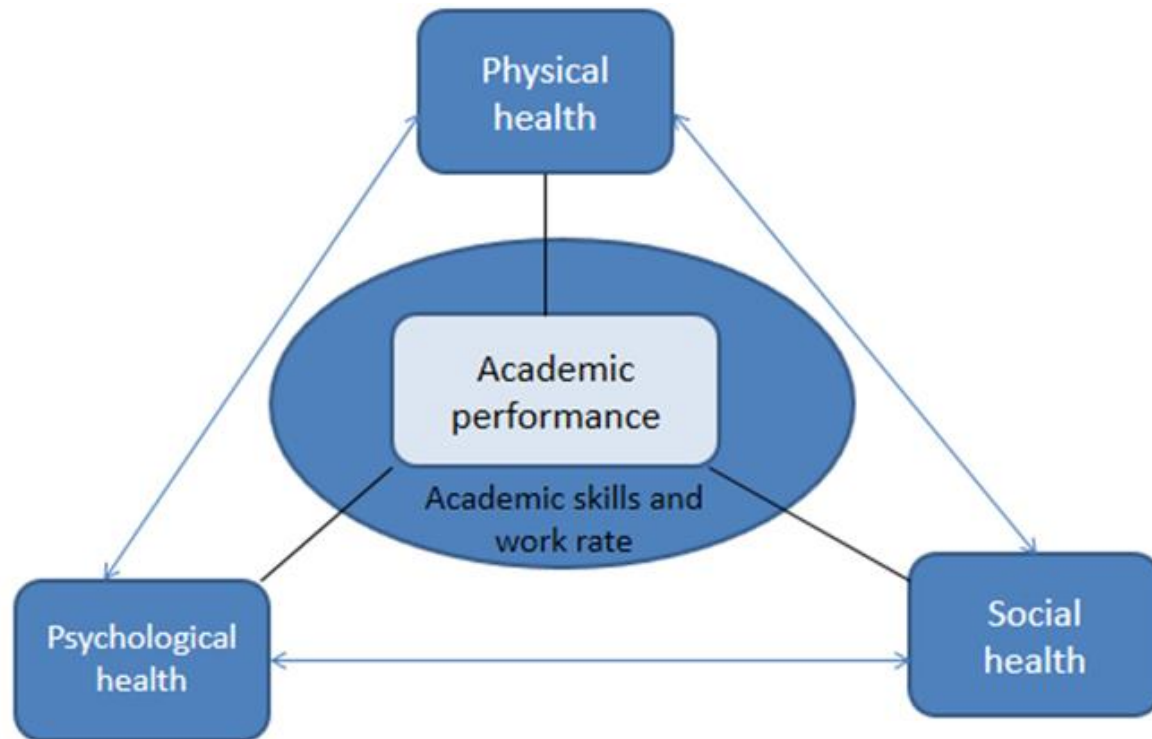 Physical
health
Academic
performance
Academic skills and
work rate
Psychological
health
Social
health